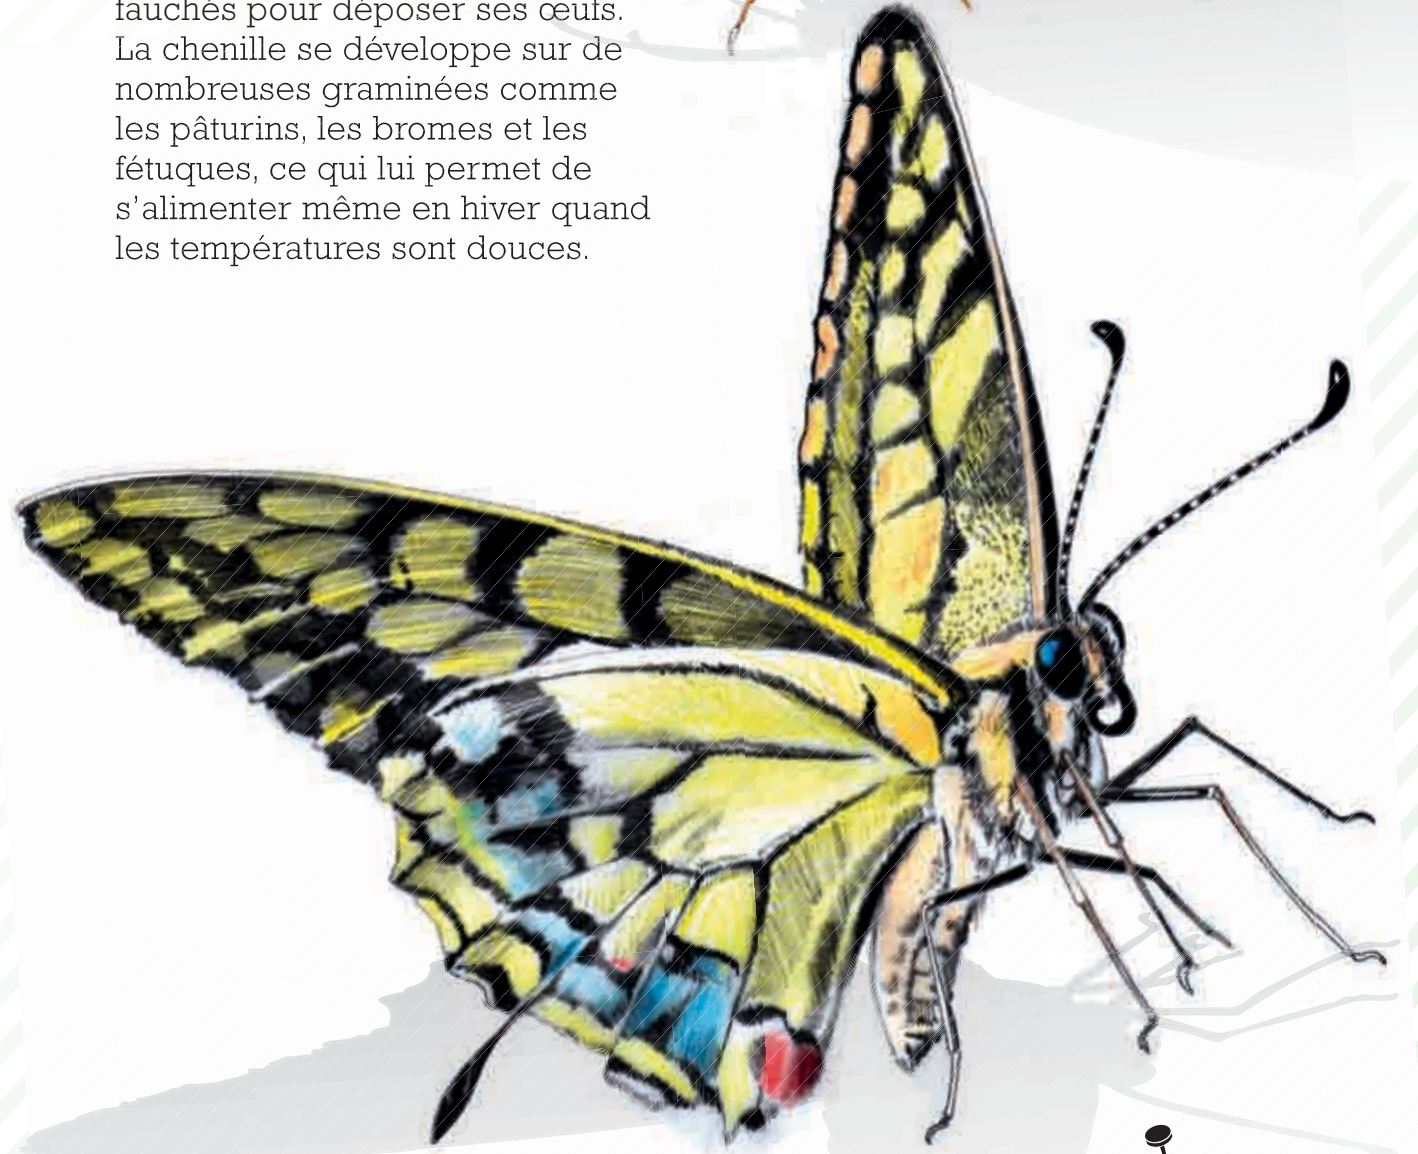 fauchés pour déposer ses œufs.
La chenille se développe sur de
nombreuses graminées comme
les pâturins, les bromes et les
fétuques, ce qui lui permet de
s’alimenter même en hiver quand
les températures sont douces.